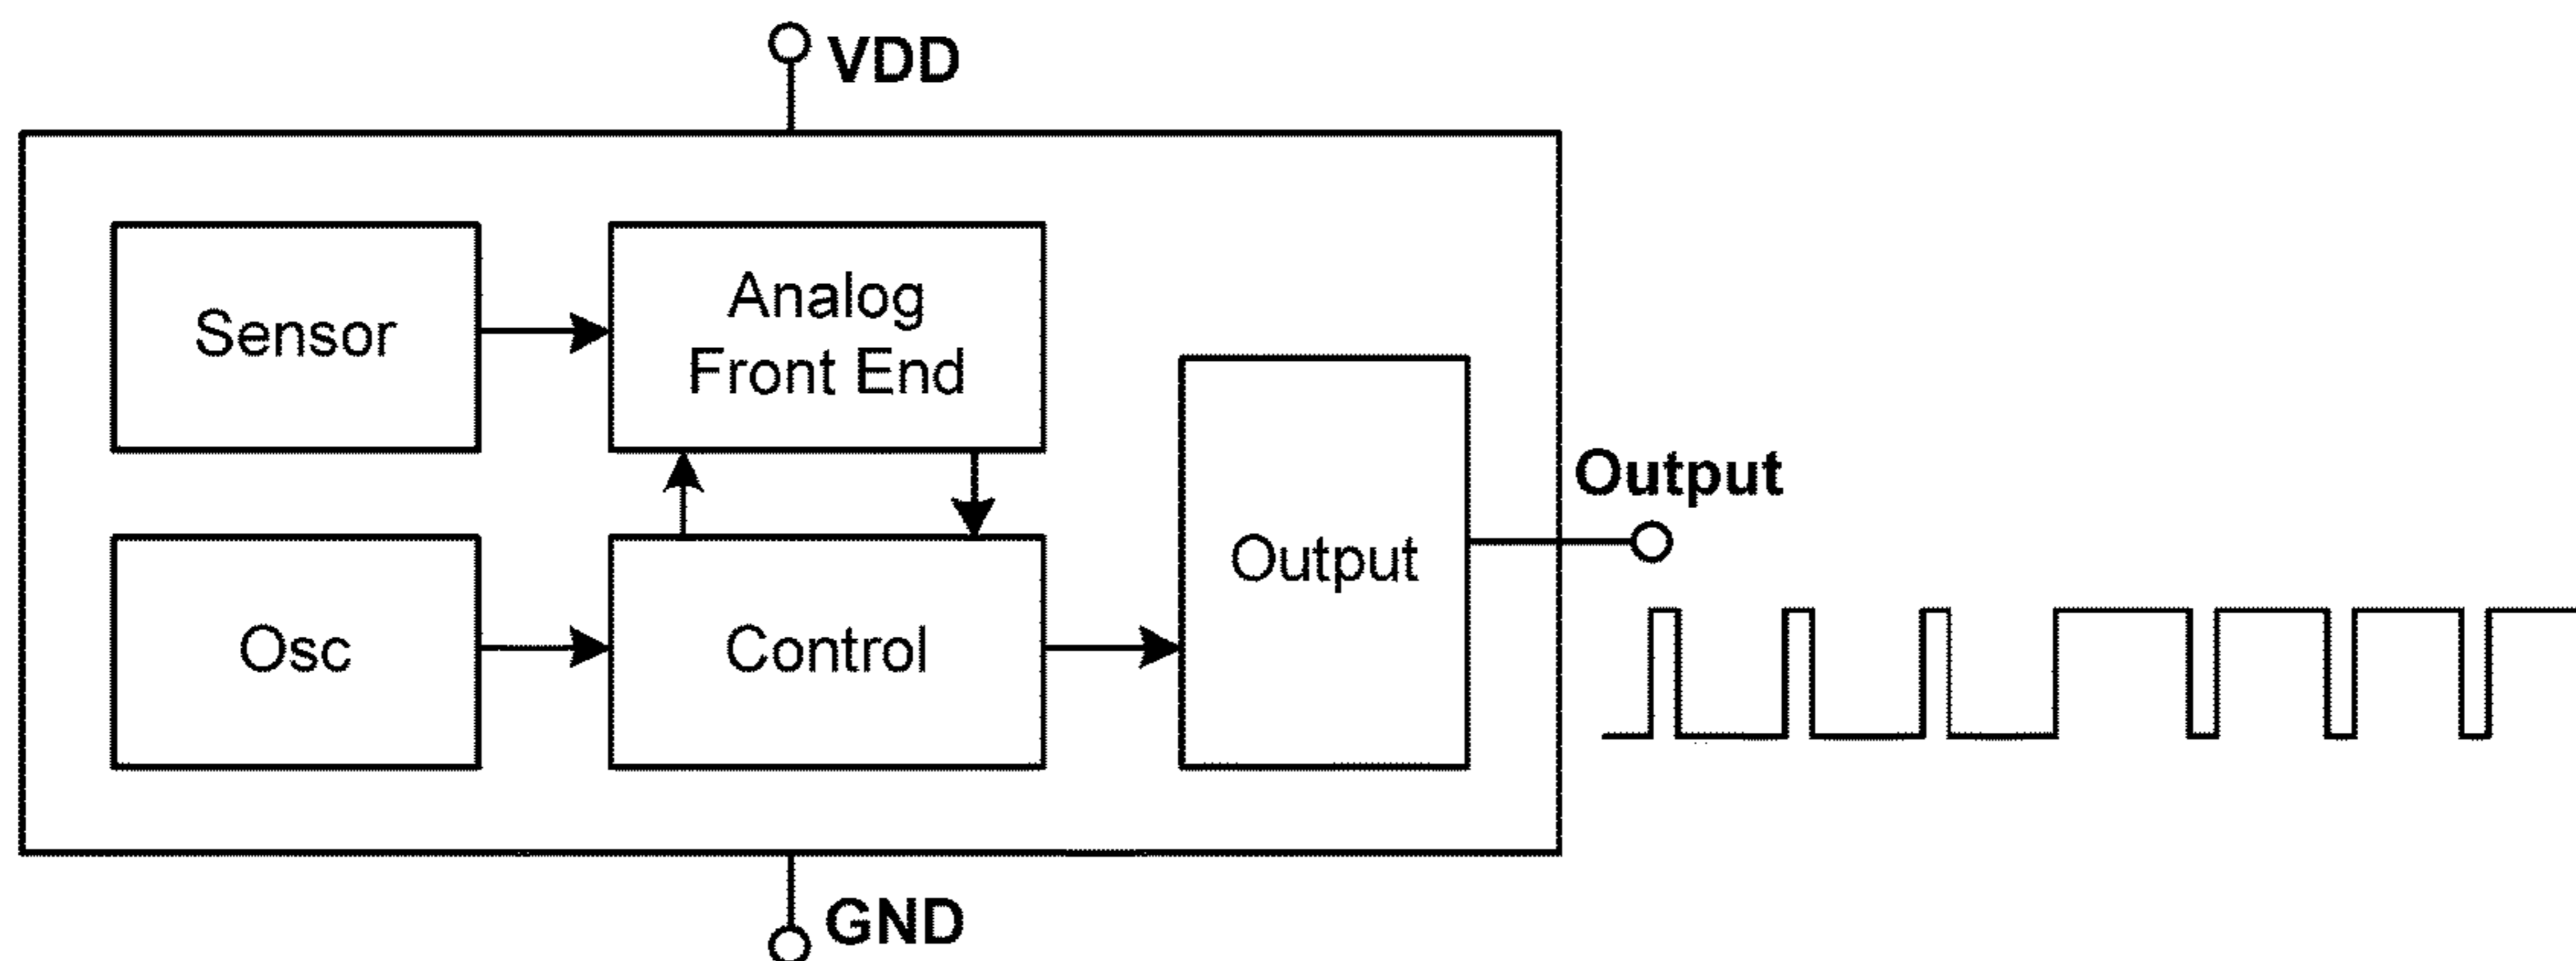 VDD
Sensor
Analog
Front End
Output
Output
Osc
Control
GND